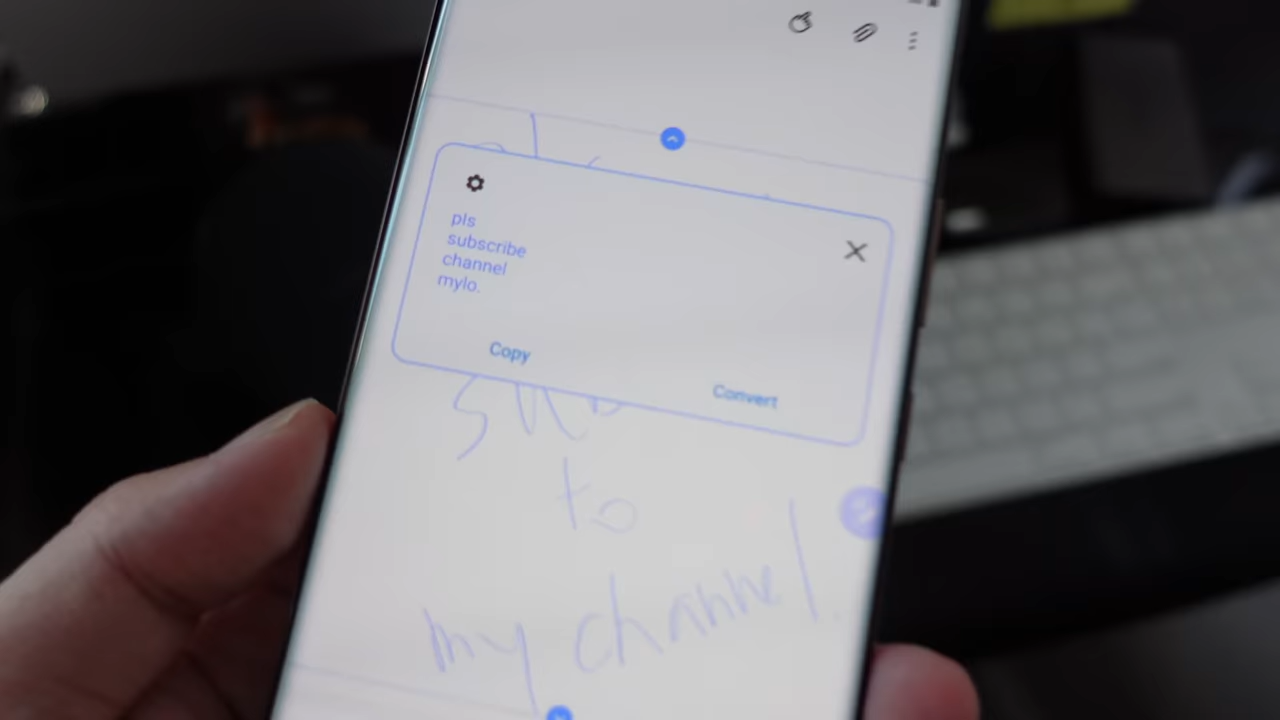 pls
subscribe
channel
mylo.
Copy
Convert
to
my channel.